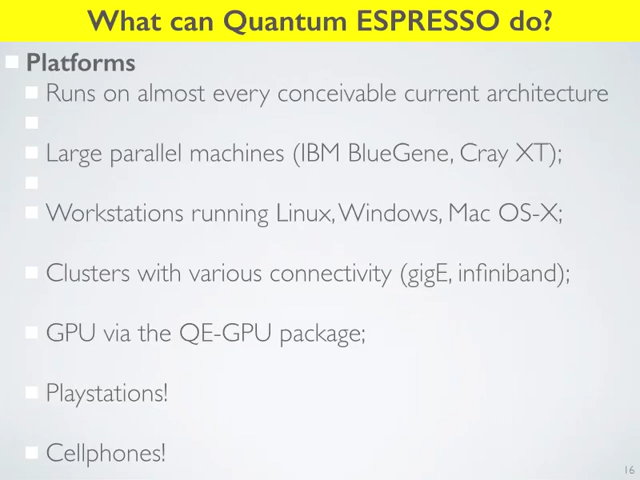 What can Quantum ESPRESSO do?
Platforms
Runs on almost every conceivable current architecture
Large parallel machines (IBM BlueGene, Cray XT);
Workstations running Linux, Windows, Mac OS-X;
Clusters with various connectivity (gigE, infiniband);
GPU via the QE-GPU package;
Playstations!
Cellphones!
16